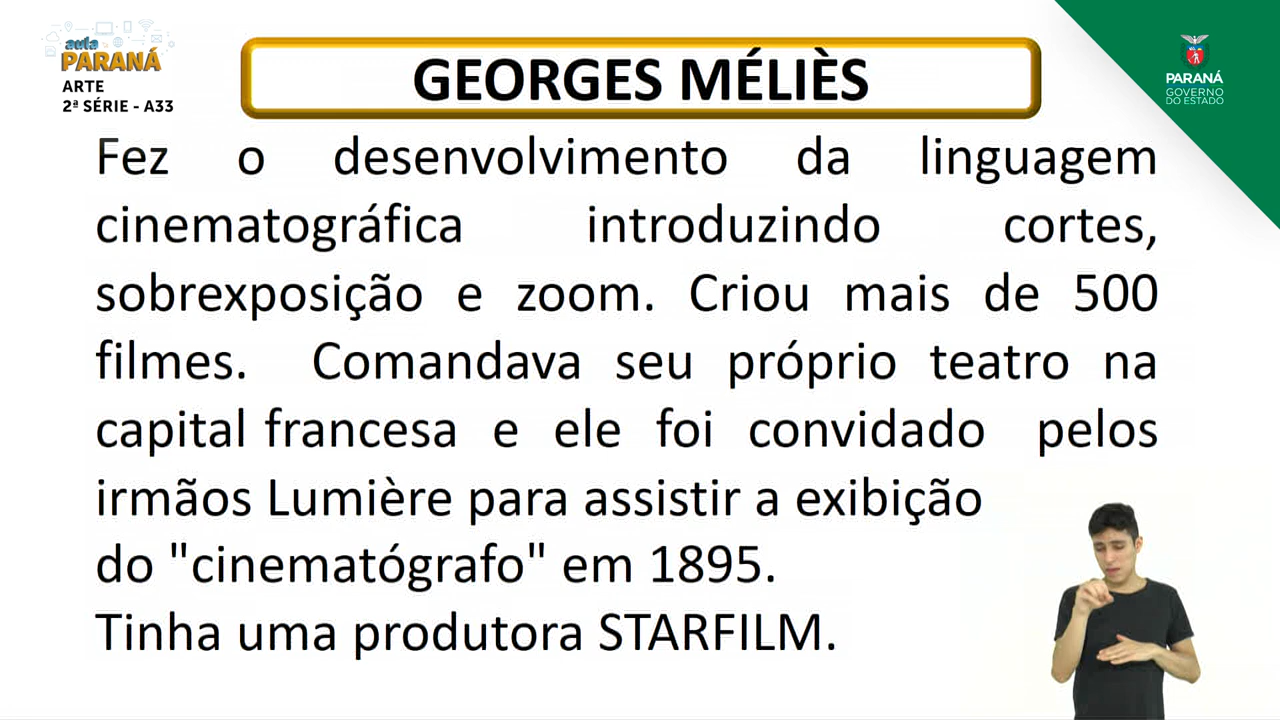 aula
PARANÁ
ARTE
2ª SÉRIE - A33
GEORGES MÉLIÈS
PARANÁ
GOVERNO
DO ESTADO
Fez o desenvolvimento da linguagem
cinematográfica introduzindo cortes,
sobrexposição e zoom. Criou mais de 500
filmes. Comandava seu próprio teatro na
capital francesa e ele foi convidado pelos
irmãos Lumière para assistir a exibição
do "cinematógrafo" em 1895.
Tinha uma produtora STARFILM.